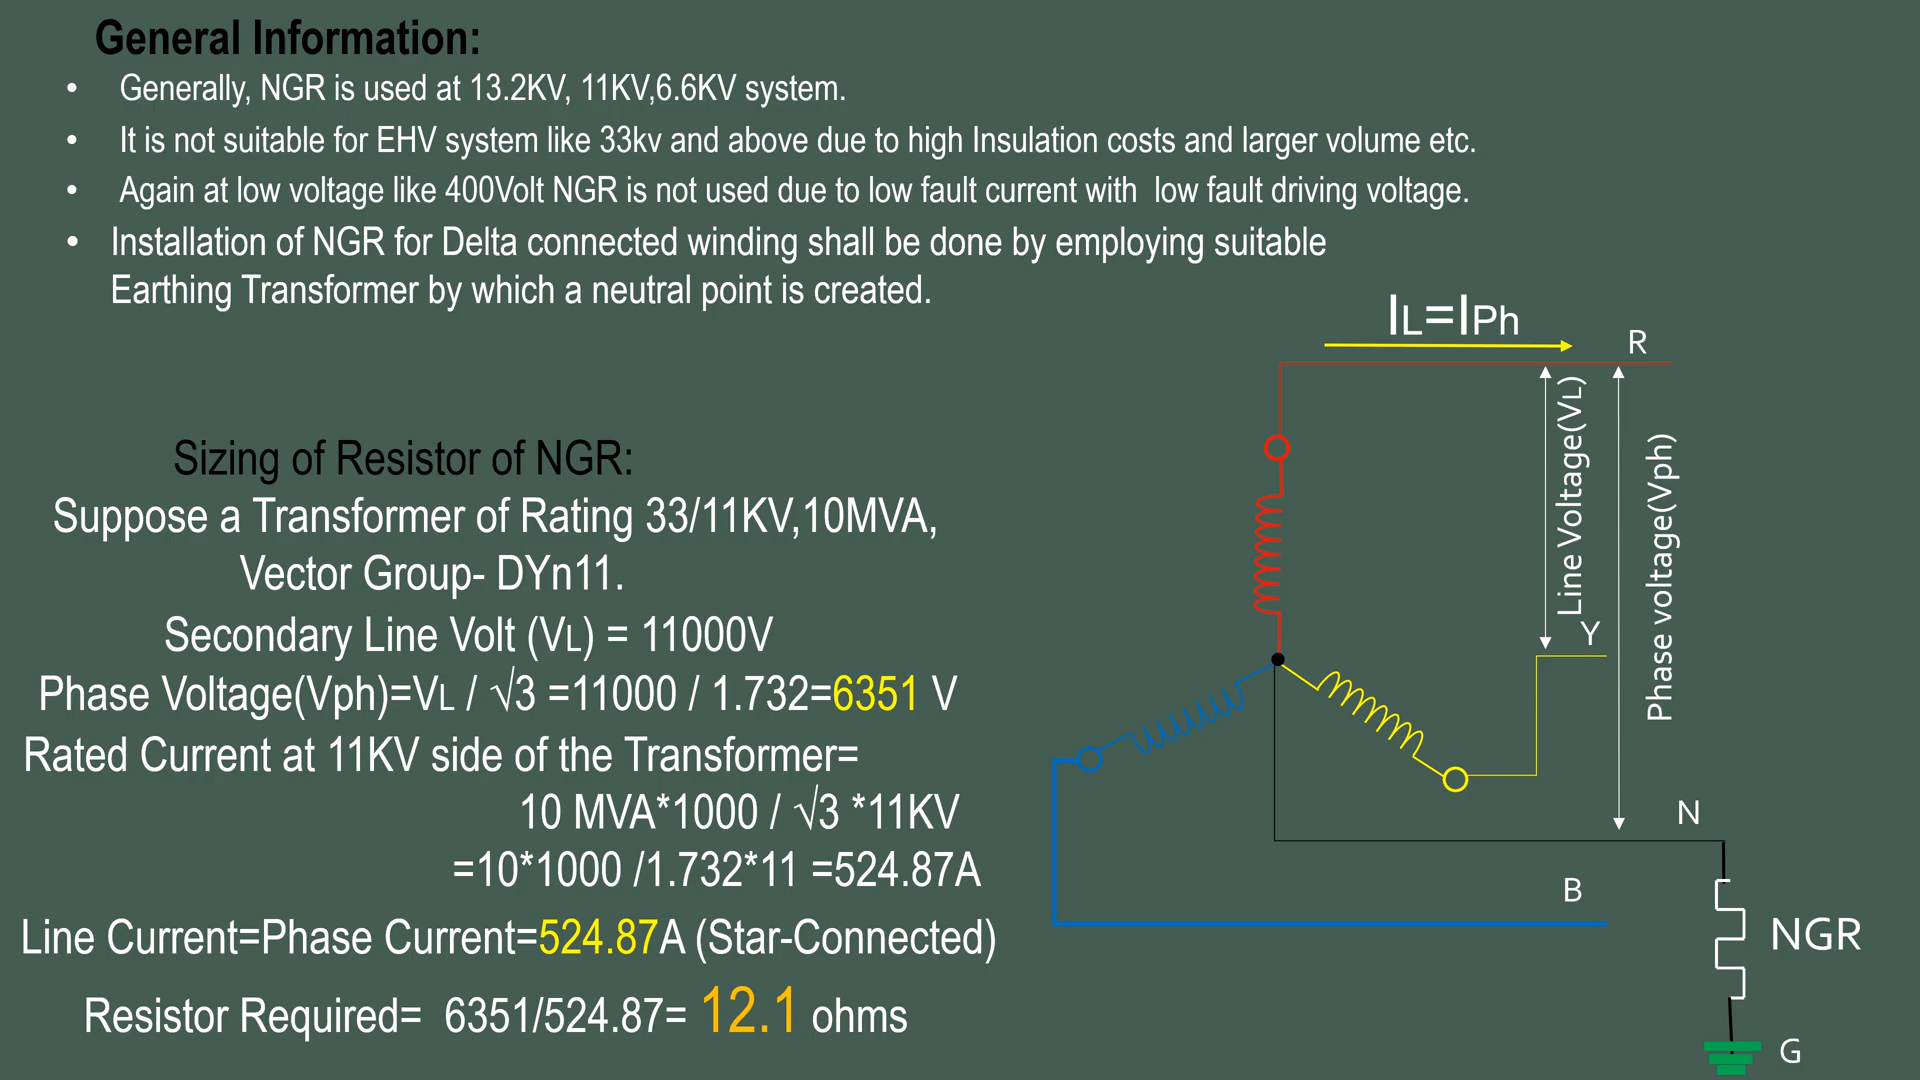 General Information:
• Generally, NGR is used at 13.2KV, 11KV,6.6KV system.
• It is not suitable for EHV system like 33kv and above due to high Insulation costs and larger volume etc.
• Again at low voltage like 400Volt NGR is not used due to low fault current with low fault driving voltage.
• Installation of NGR for Delta connected winding shall be done by employing suitable
Earthing Transformer by which a neutral point is created.
Sizing of Resistor of NGR:
Suppose a Transformer of Rating 33/11KV,10MVA,
Vector Group- DYn11.
Secondary Line Volt (VL) = 11000V
Phase Voltage(Vph)=VL / √3 =11000 / 1.732=6351 V
Rated Current at 11KV side of the Transformer=
10 MVA*1000 / √3 *11KV
=10*1000 /1.732*11 =524.87A
Line Current=Phase Current=524.87A (Star-Connected)
Resistor Required= 6351/524.87= 12.1 ohms
IL=IPh
R
Line Voltage(VL)
Phase voltage(Vph)
Y
N
B
NGR
G